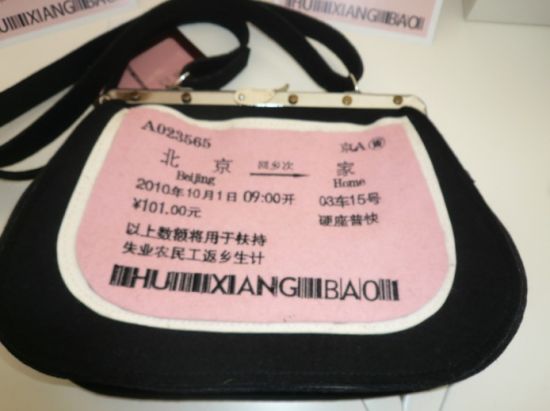 HUIXIANGBAO
HUIXIANGBAO
A023565
京A 售
北京 回乡次 家
Beijing Home
2010年10月1日 09:00开 03车15号
¥101.00元 硬座普快
以上数额将用于扶持
失业农民工返乡生计
HUIXIANGBAO